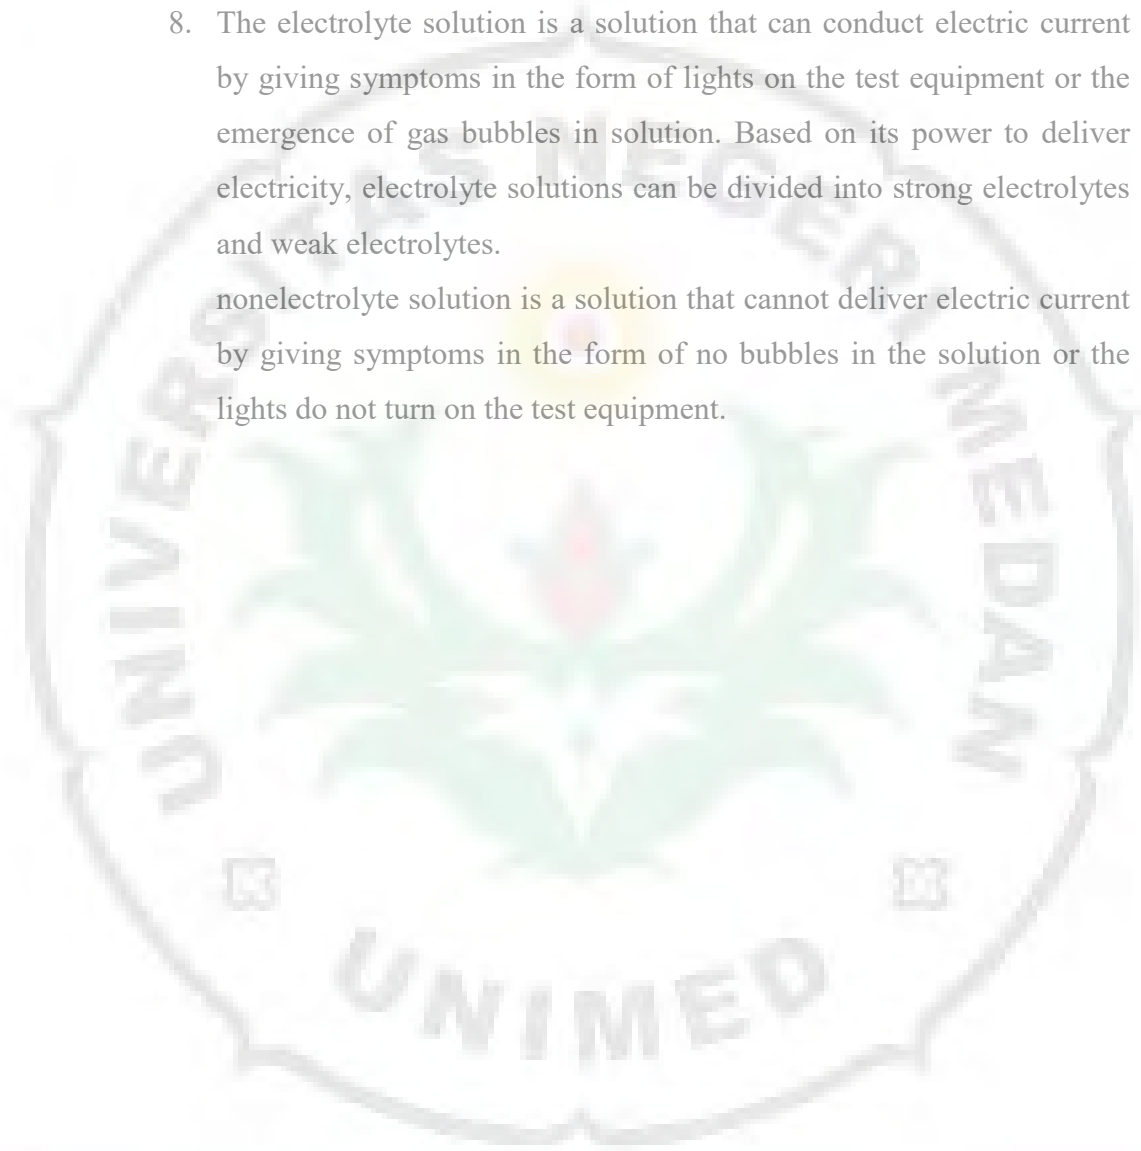 8. The electrolyte solution is a solution that can conduct electric current
by giving symptoms in the form of lights on the test equipment or the
emergence of gas bubbles in solution. Based on its power to deliver
electricity, electrolyte solutions can be divided into strong electrolytes
and weak electrolytes.
nonelectrolyte solution is a solution that cannot deliver electric current
by giving symptoms in the form of no bubbles in the solution or the
lights do not turn on the test equipment.
UNIVERSITAS NEGERI MEDAN
UNIMED